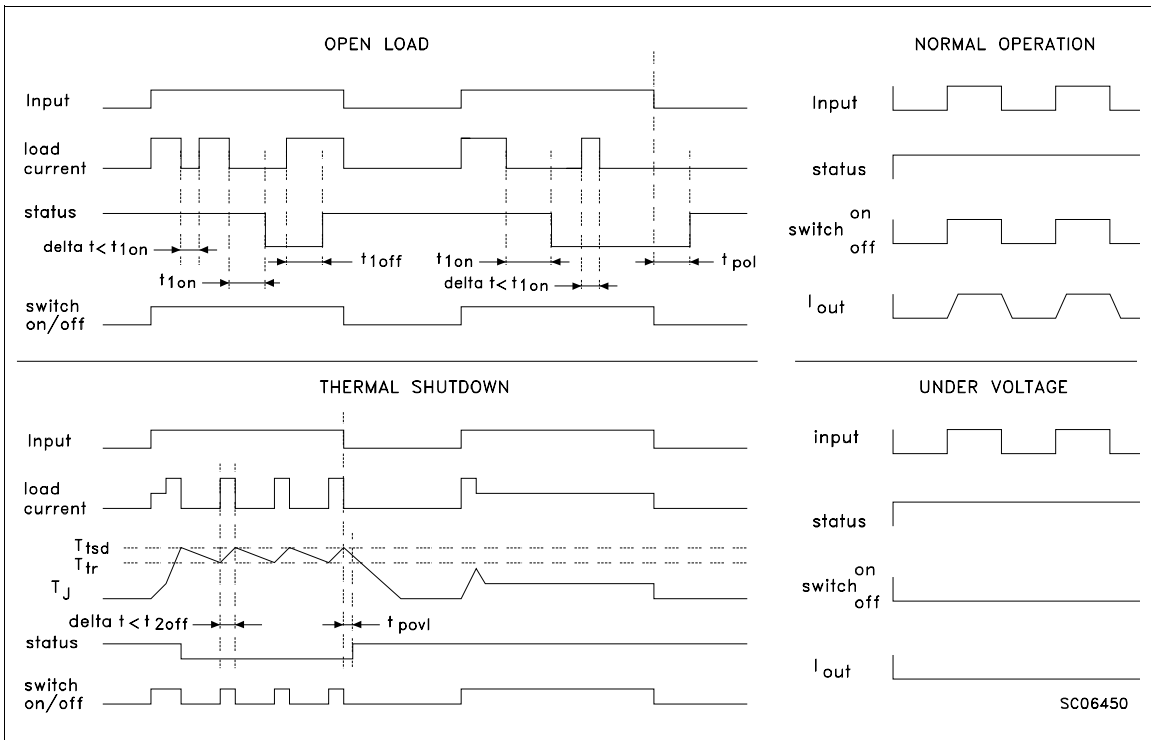 OPEN LOAD
Input
load
current
status
delta t < t1on
t1on
t1off
t1on
delta t < t1on
tpol
switch
on/off
NORMAL OPERATION
Input
status
switch on
off
Iout
THERMAL SHUTDOWN
Input
load
current
Ttsd
Ttr
TJ
delta t < t2off
tpovl
status
switch
on/off
UNDER VOLTAGE
input
status
switch on
off
Iout
SC06450